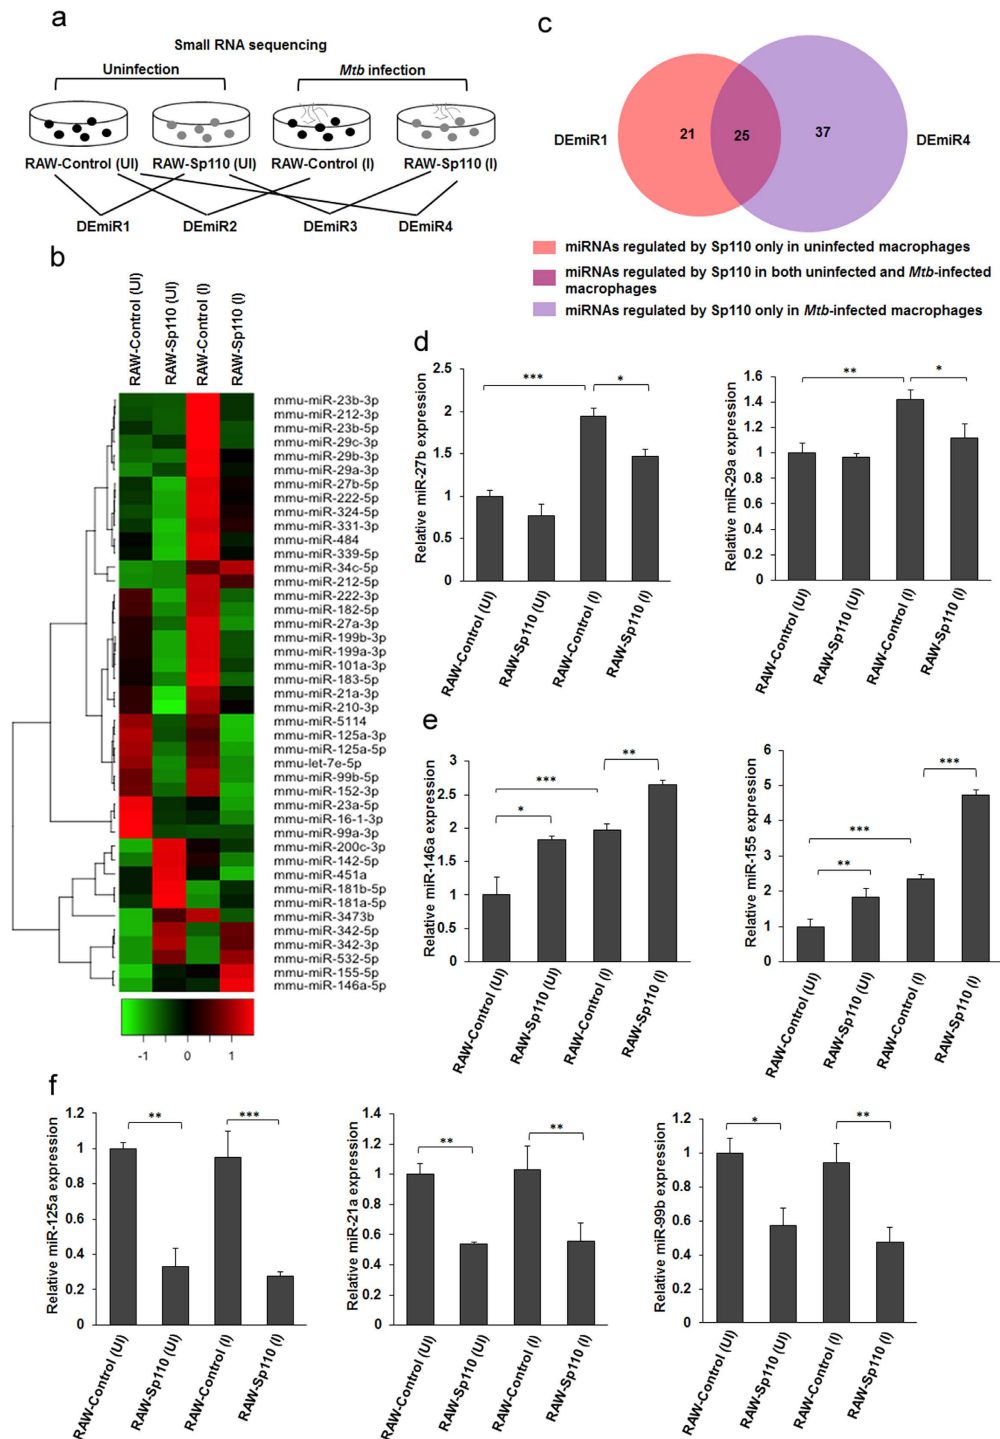 a
Small RNA sequencing
Uninfection
Mtb infection
RAW-Control (UI)
RAW-Sp110 (UI)
RAW-Control (I)
RAW-Sp110 (I)
DEmiR1
DEmiR2
DEmiR3
DEmiR4
b
RAW-Control (UI)
RAW-Sp110 (UI)
RAW-Control (I)
RAW-Sp110 (I)
mmu-miR-23b-3p
mmu-miR-212-3p
mmu-miR-23b-5p
mmu-miR-29c-3p
mmu-miR-29b-3p
mmu-miR-29a-3p
mmu-miR-27b-5p
mmu-miR-222-5p
mmu-miR-324-5p
mmu-miR-331-3p
mmu-miR-484
mmu-miR-339-5p
mmu-miR-34c-5p
mmu-miR-212-5p
mmu-miR-222-3p
mmu-miR-182-5p
mmu-miR-27a-3p
mmu-miR-199b-3p
mmu-miR-199a-3p
mmu-miR-101a-3p
mmu-miR-183-5p
mmu-miR-21a-3p
mmu-miR-210-3p
mmu-miR-5114
mmu-miR-125a-3p
mmu-miR-125a-5p
mmu-let-7e-5p
mmu-miR-99b-5p
mmu-miR-152-3p
mmu-miR-23a-5p
mmu-miR-16-1-3p
mmu-miR-99a-3p
mmu-miR-200c-3p
mmu-miR-142-5p
mmu-miR-451a
mmu-miR-181b-5p
mmu-miR-181a-5p
mmu-miR-3473b
mmu-miR-342-5p
mmu-miR-342-3p
mmu-miR-532-5p
mmu-miR-155-5p
mmu-miR-146a-5p
-1 0 1
c
DEmiR1
21
25
37
DEmiR4
miRNAs regulated by Sp110 only in uninfected macrophages
miRNAs regulated by Sp110 in both uninfected and Mtb-infected
macrophages
miRNAs regulated by Sp110 only in Mtb-infected macrophages
d
Relative miR-27b expression
2.5
2
1.5
1
0.5
0
***
*
RAW-Control (UI)
RAW-Sp110 (UI)
RAW-Control (I)
RAW-Sp110 (I)
Relative miR-29a expression
1.6
1.4
1.2
1
0.8
0.6
0.4
0.2
0
**
*
RAW-Control (UI)
RAW-Sp110 (UI)
RAW-Control (I)
RAW-Sp110 (I)
e
Relative miR-146a expression
3
2.5
2
1.5
1
0.5
0
**
***
*
RAW-Control (UI)
RAW-Sp110 (UI)
RAW-Control (I)
RAW-Sp110 (I)
Relative miR-155 expression
6
5
4
3
2
1
0
***
***
**
RAW-Control (UI)
RAW-Sp110 (UI)
RAW-Control (I)
RAW-Sp110 (I)
f
Relative miR-125a expression
1.2
1
0.8
0.6
0.4
0.2
0
**
***
RAW-Control (UI)
RAW-Sp110 (UI)
RAW-Control (I)
RAW-Sp110 (I)
Relative miR-21a expression
1.4
1.2
1
0.8
0.6
0.4
0.2
0
**
**
RAW-Control (UI)
RAW-Sp110 (UI)
RAW-Control (I)
RAW-Sp110 (I)
Relative miR-99b expression
1.2
1
0.8
0.6
0.4
0.2
0
*
**
RAW-Control (UI)
RAW-Sp110 (UI)
RAW-Control (I)
RAW-Sp110 (I)